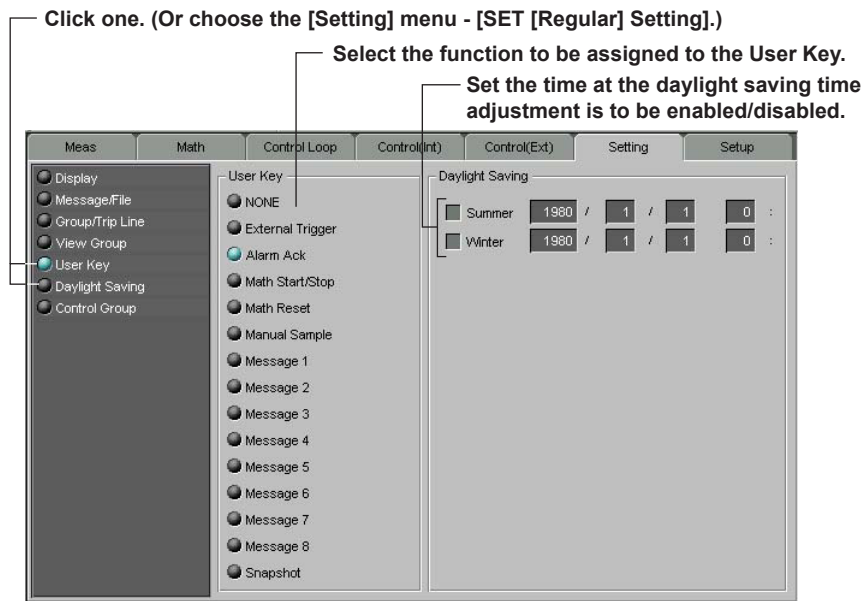 Click one. (Or choose the [Setting] menu - [SET [Regular] Setting].)
Select the function to be assigned to the User Key.
Set the time at the daylight saving time
adjustment is to be enabled/disabled.
Meas Math Control Loop Control(Int) Control(Ext) Setting Setup
Display
Message/File
Group/Trip Line
View Group
User Key
Daylight Saving
Control Group
User Key
NONE
External Trigger
Alarm Ack
Math Start/Stop
Math Reset
Manual Sample
Message 1
Message 2
Message 3
Message 4
Message 5
Message 6
Message 7
Message 8
Snapshot
Daylight Saving
Summer 1980 / 1 / 1 0 :
Winter 1980 / 1 / 1 0 :